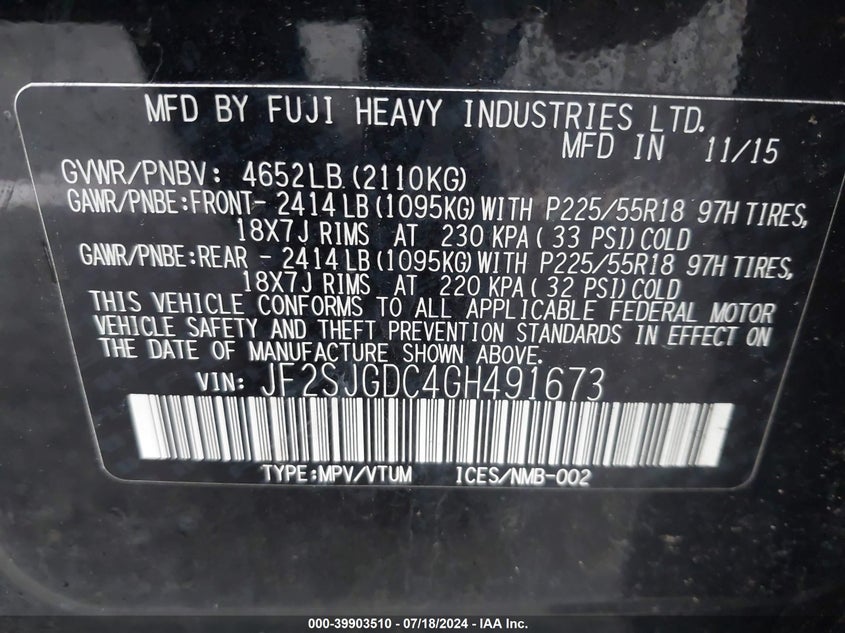 MFD BY FUJI HEAVY INDUSTRIES LTD.
MFD IN 11/15
GVWR/PNBV: 4652LB (2110KG)
GAWR/PNBE:FRONT- 2414 LB (1095KG) WITH P225/55R18 97H TIRES,
18X7J RIMS AT 230 KPA ( 33 PSI) COLD
GAWR/PNBE:REAR - 2414 LB (1095KG) WITH P225/55R18 97H TIRES,
18X7J RIMS AT 220 KPA ( 32 PSI) COLD
THIS VEHICLE CONFORMS TO ALL APPLICABLE FEDERAL MOTOR
VEHICLE SAFETY AND THEFT PREVENTION STANDARDS IN EFFECT ON
THE DATE OF MANUFACTURE SHOWN ABOVE.
VIN: JF2SJGDC4GH491673
TYPE:MPV/VTUM ICES/NMB-002
000-39903510 - 07/18/2024 - IAA Inc.